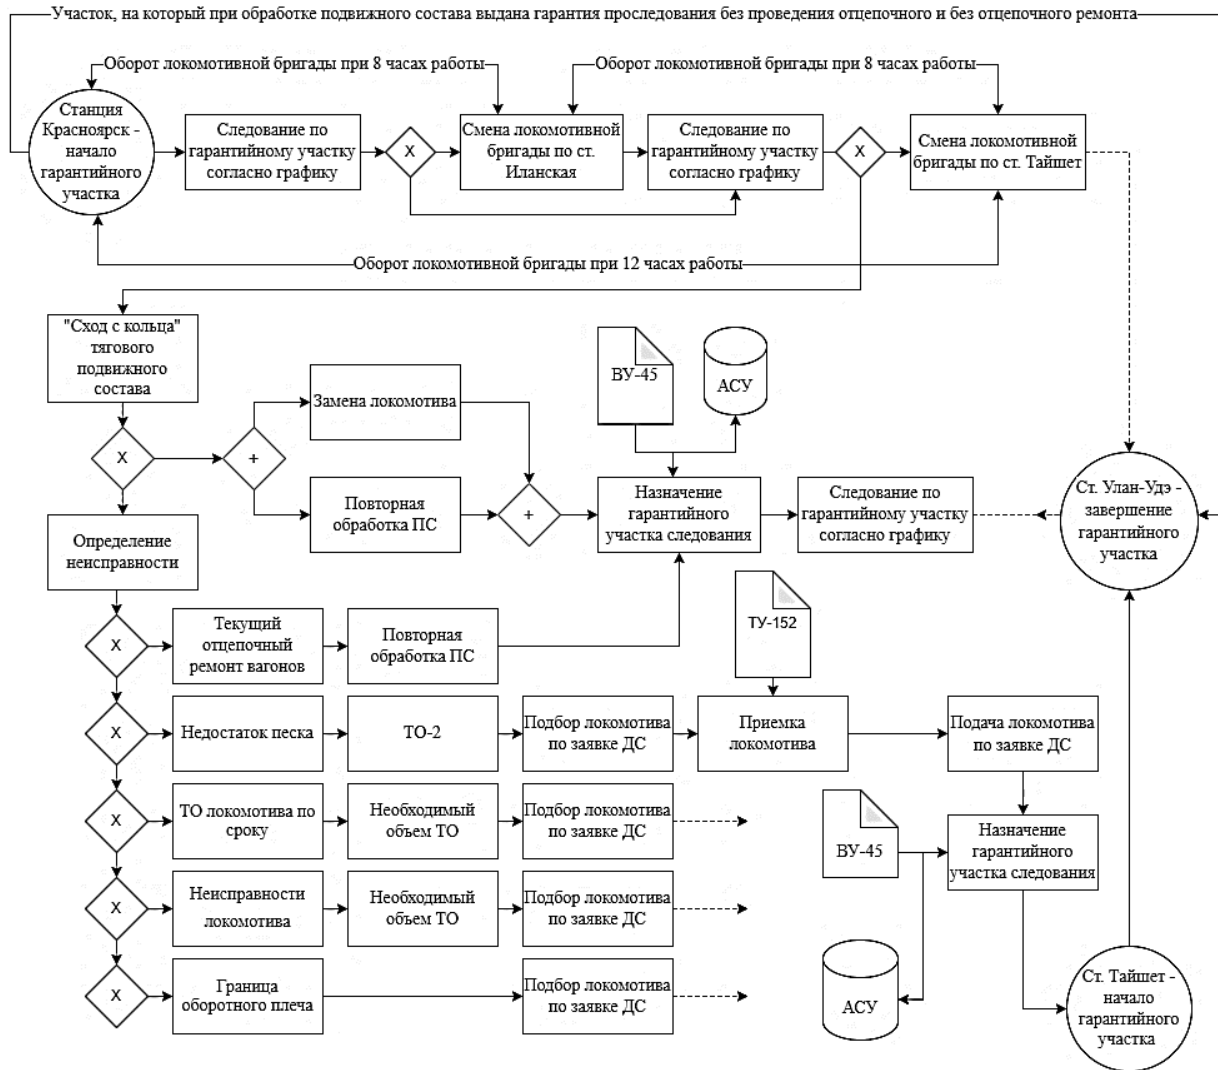 Участок, на который при обработке подвижного состава выдана гарантия проследования без проведения отцепочного и без отцепочного ремонта
Оборот локомотивной бригады при 8 часах работы
Оборот локомотивной бригады при 8 часах работы
Станция
Красноярск -
начало
гарантийного
участка
Следование по
гарантийному участку
согласно графику
X
Смена локомотивной
бригады по ст.
Иланская
Следование по
гарантийному участку
согласно графику
X
Смена локомотивной
бригады по ст. Тайшет
Оборот локомотивной бригады при 12 часах работы
"Сход с кольца"
тягового
подвижного
состава
Замена локомотива
ВУ-45
АСУ
X
+
Повторная
обработка ПС
+
Назначение
гарантийного
участка следования
Следование по
гарантийному участку
согласно графику
Ст. Улан-Удэ -
завершение
гарантийного
участка
Определение
неисправности
X
Текущий
отцепочный
ремонт вагонов
Повторная
обработка ПС
ТУ-152
X
Недостаток песка
ТО-2
Подбор локомотива
по заявке ДС
Приемка
локомотива
Подача локомотива
по заявке ДС
X
ТО локомотива по
сроку
Необходимый
объем ТО
Подбор локомотива
по заявке ДС
ВУ-45
Назначение
гарантийного
участка следования
X
Неисправности
локомотива
Необходимый
объем ТО
Подбор локомотива
по заявке ДС
X
Граница
оборотного плеча
Подбор локомотива
по заявке ДС
АСУ
Ст. Тайшет -
начало
гарантийного
участка